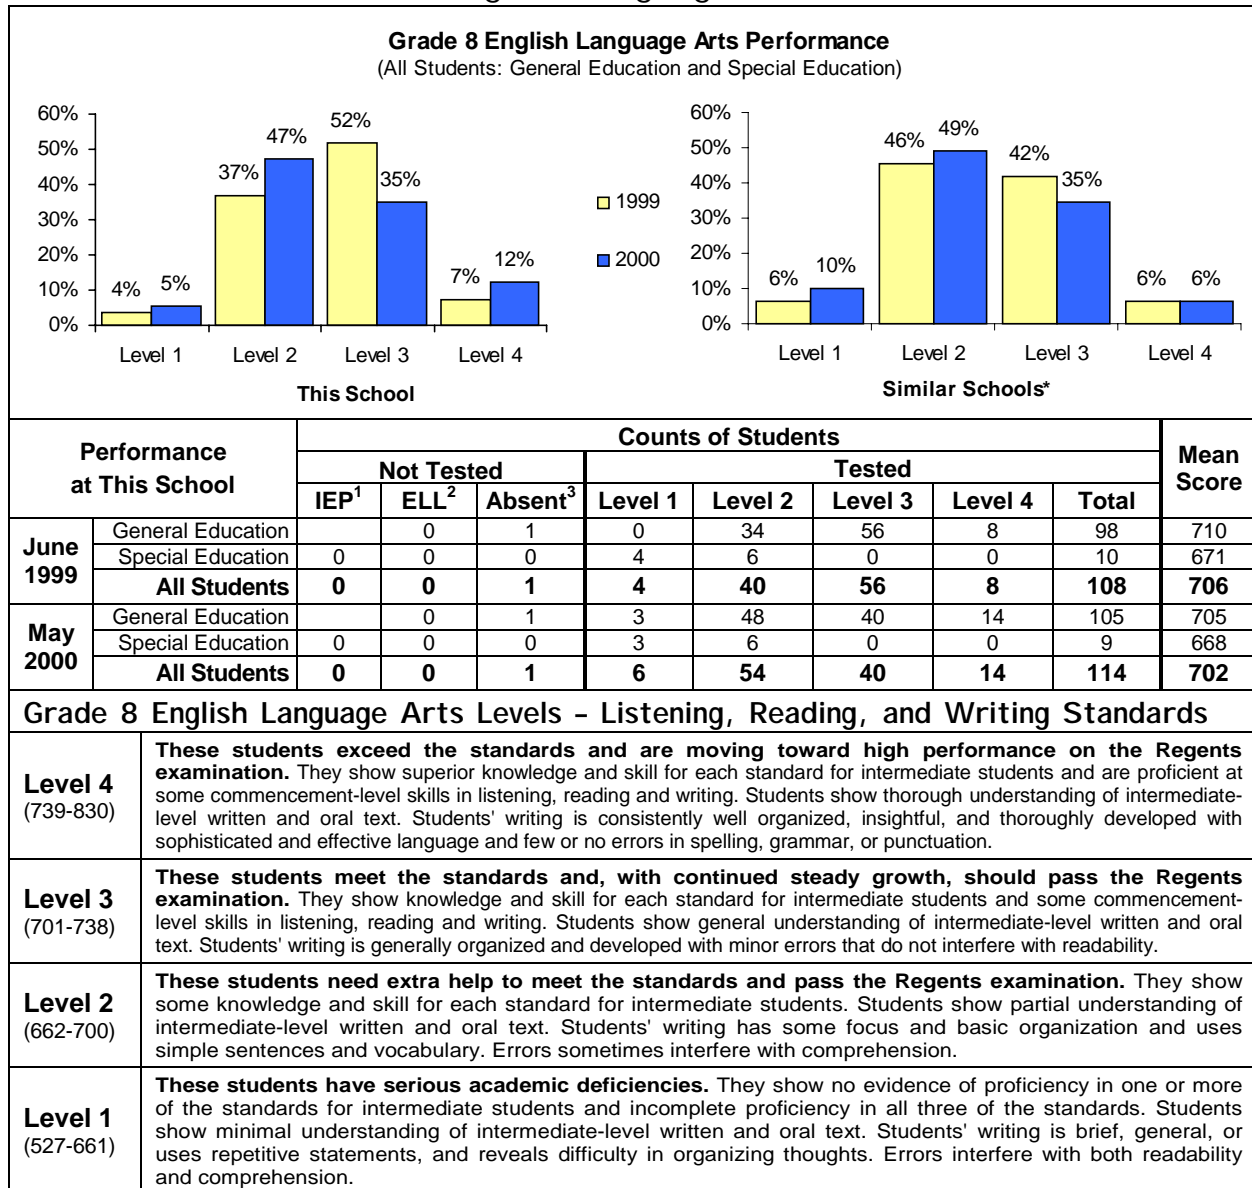 Grade 8 English Language Arts Performance
(All Students: General Education and Special Education)
60%
50%
40%
30%
20%
10%
0%
4% 5%
37% 47%
52% 35%
7% 12%
Level 1 Level 2 Level 3 Level 4
This School
1999
2000
60%
50%
40%
30%
20%
10%
0%
6% 10%
46% 49%
42% 35%
6% 6%
Level 1 Level 2 Level 3 Level 4
Similar Schools*
Performance
at This School
Counts of Students
Mean
Score
Not Tested Tested
IEP1 ELL2 Absent3 Level 1 Level 2 Level 3 Level 4 Total
June
1999
General Education 0 1 0 34 56 8 98 710
Special Education 0 0 0 4 6 0 0 10 671
All Students 0 0 1 4 40 56 8 108 706
May
2000
General Education 0 1 3 48 40 14 105 705
Special Education 0 0 0 3 6 0 0 9 668
All Students 0 0 1 6 54 40 14 114 702
Grade 8 English Language Arts Levels – Listening, Reading, and Writing Standards
Level 4
(739-830)
These students exceed the standards and are moving toward high performance on the Regents
examination. They show superior knowledge and skill for each standard for intermediate students and are proficient at
some commencement-level skills in listening, reading and writing. Students show thorough understanding of intermediate-
level written and oral text. Students' writing is consistently well organized, insightful, and thoroughly developed with
sophisticated and effective language and few or no errors in spelling, grammar, or punctuation.
Level 3
(701-738)
These students meet the standards and, with continued steady growth, should pass the Regents
examination. They show knowledge and skill for each standard for intermediate students and some commencement-
level skills in listening, reading and writing. Students show general understanding of intermediate-level written and oral
text. Students' writing is generally organized and developed with minor errors that do not interfere with readability.
Level 2
(662-700)
These students need extra help to meet the standards and pass the Regents examination. They show
some knowledge and skill for each standard for intermediate students. Students show partial understanding of
intermediate-level written and oral text. Students' writing has some focus and basic organization and uses
simple sentences and vocabulary. Errors sometimes interfere with comprehension.
Level 1
(527-661)
These students have serious academic deficiencies. They show no evidence of proficiency in one or more
of the standards for intermediate students and incomplete proficiency in all three of the standards. Students
show minimal understanding of intermediate-level written and oral text. Students' writing is brief, general, or
uses repetitive statements, and reveals difficulty in organizing thoughts. Errors interfere with both readability
and comprehension.